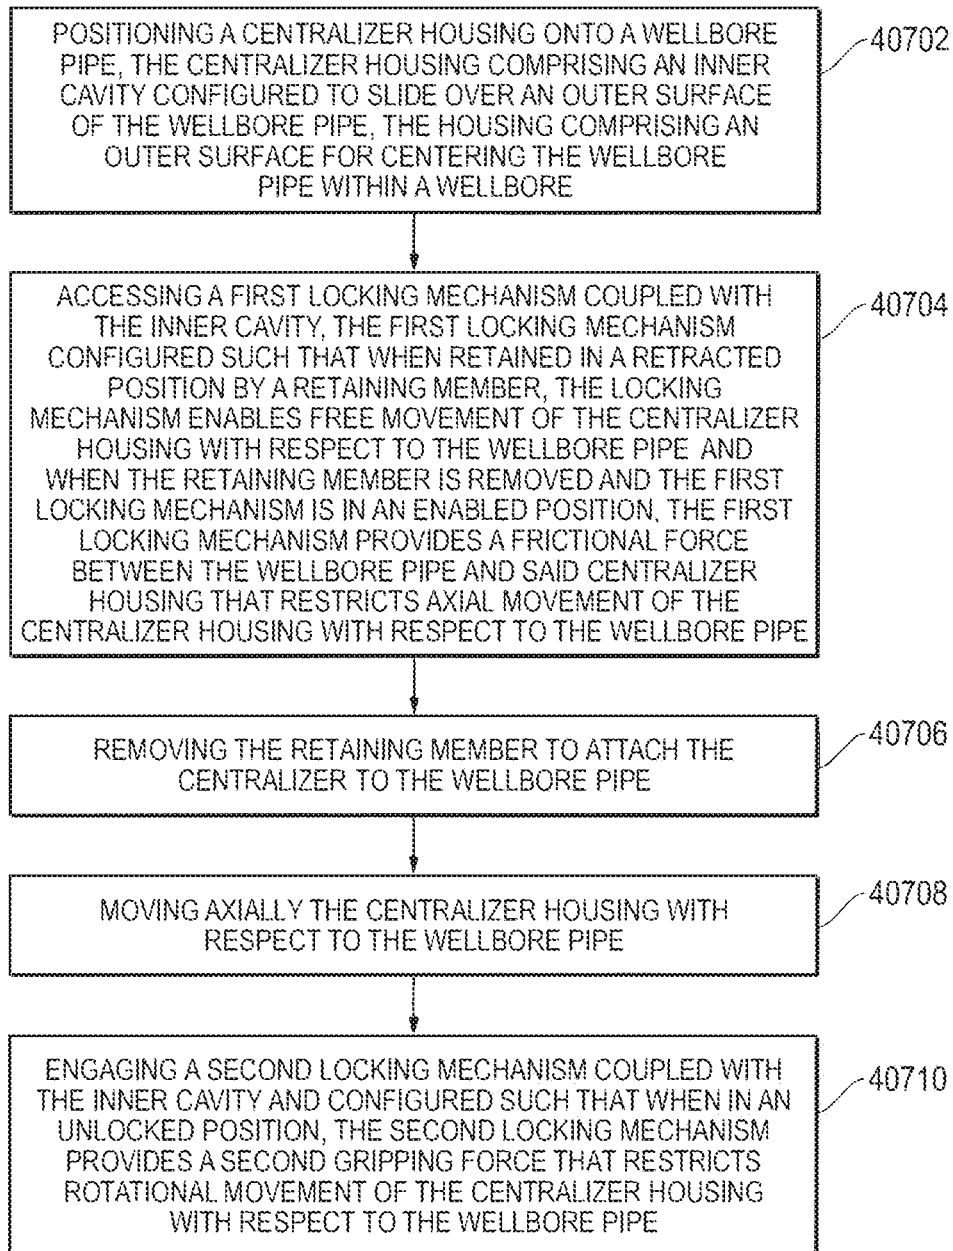 POSITIONING A CENTRALIZER HOUSING ONTO A WELLBORE
PIPE, THE CENTRALIZER HOUSING COMPRISING AN INNER
CAVITY CONFIGURED TO SLIDE OVER AN OUTER SURFACE
OF THE WELLBORE PIPE, THE HOUSING COMPRISING AN
OUTER SURFACE FOR CENTERING THE WELLBORE
PIPE WITHIN A WELLBORE
40702
ACCESSING A FIRST LOCKING MECHANISM COUPLED WITH
THE INNER CAVITY, THE FIRST LOCKING MECHANISM
CONFIGURED SUCH THAT WHEN RETAINED IN A RETRACTED
POSITION BY A RETAINING MEMBER, THE LOCKING
MECHANISM ENABLES FREE MOVEMENT OF THE CENTRALIZER
HOUSING WITH RESPECT TO THE WELLBORE PIPE AND
WHEN THE RETAINING MEMBER IS REMOVED AND THE FIRST
LOCKING MECHANISM IS IN AN ENABLED POSITION, THE FIRST
LOCKING MECHANISM PROVIDES A FRICTIONAL FORCE
BETWEEN THE WELLBORE PIPE AND SAID CENTRALIZER
HOUSING THAT RESTRICTS AXIAL MOVEMENT OF THE
CENTRALIZER HOUSING WITH RESPECT TO THE WELLBORE PIPE
40704
REMOVING THE RETAINING MEMBER TO ATTACH THE
CENTRALIZER TO THE WELLBORE PIPE
40706
MOVING AXIALLY THE CENTRALIZER HOUSING WITH
RESPECT TO THE WELLBORE PIPE
40708
ENGAGING A SECOND LOCKING MECHANISM COUPLED WITH
THE INNER CAVITY AND CONFIGURED SUCH THAT WHEN IN AN
UNLOCKED POSITION, THE SECOND LOCKING MECHANISM
PROVIDES A SECOND GRIPPING FORCE THAT RESTRICTS
ROTATIONAL MOVEMENT OF THE CENTRALIZER HOUSING
WITH RESPECT TO THE WELLBORE PIPE
40710